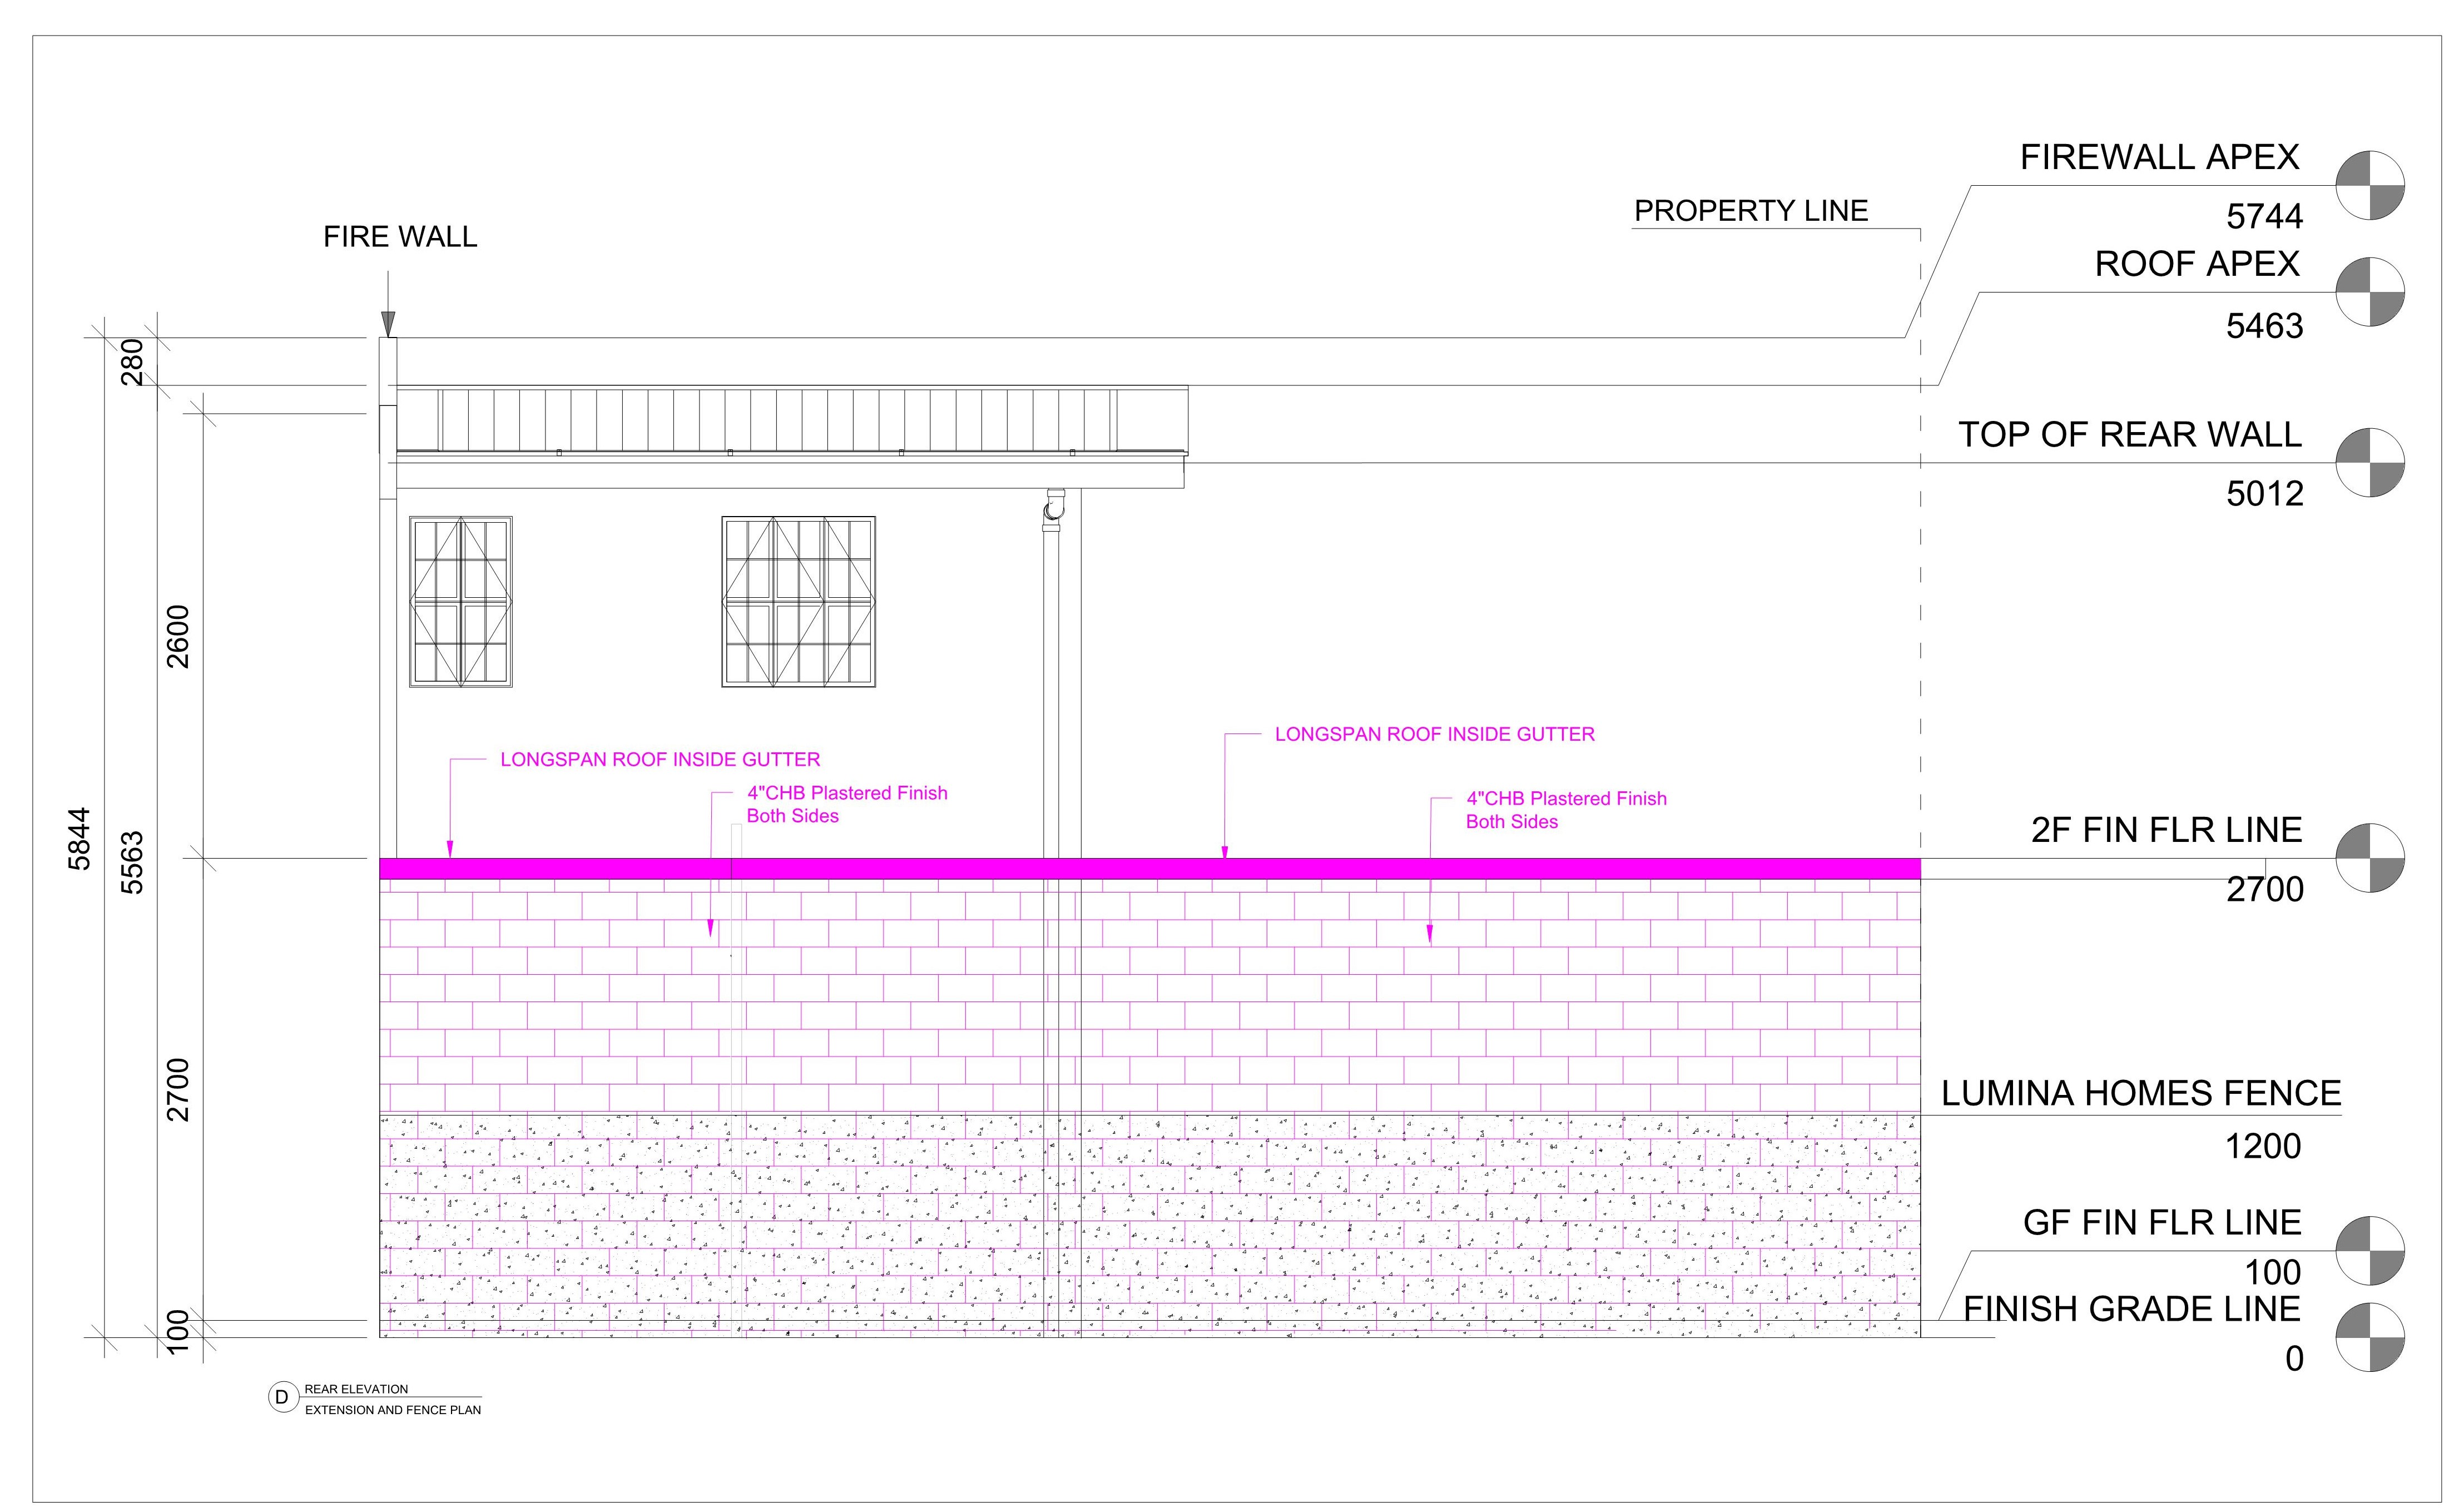 FIREWALL APEX
5744
PROPERTY LINE
FIRE WALL
ROOF APEX
5463
280
TOP OF REAR WALL
5012
2600
LONGSPAN ROOF INSIDE GUTTER
LONGSPAN ROOF INSIDE GUTTER
4"CHB Plastered Finish
Both Sides
4"CHB Plastered Finish
Both Sides
5844
5563
2F FIN FLR LINE
2700
2700
LUMINA HOMES FENCE
1200
GF FIN FLR LINE
100
FINISH GRADE LINE
0
100
D
REAR ELEVATION
EXTENSION AND FENCE PLAN